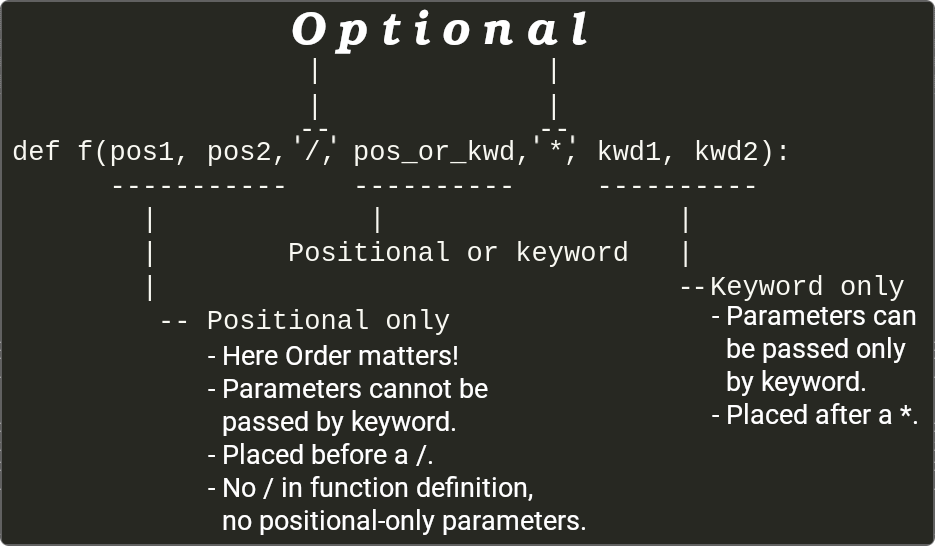 Optional
def f(pos1, pos2, '/', pos_or_kwd, '*', kwd1, kwd2):
Positional or keyword
--Keyword only
-- Positional only
- Parameters can
be passed only
by keyword.
- Placed after a *.
- Here Order matters!
- Parameters cannot be
passed by keyword.
- Placed before a /.
- No / in function definition,
no positional-only parameters.